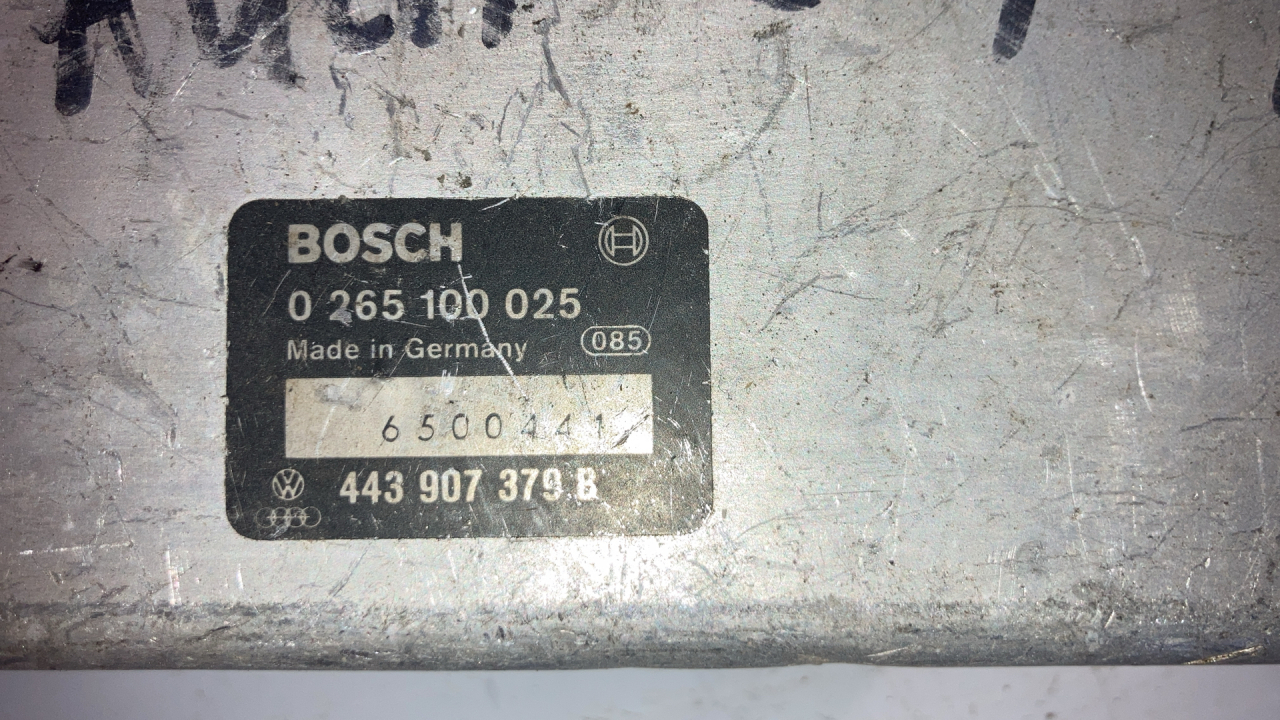 BOSCH
0 265 100 025
Made in Germany 085
6500441
443 907 379 B